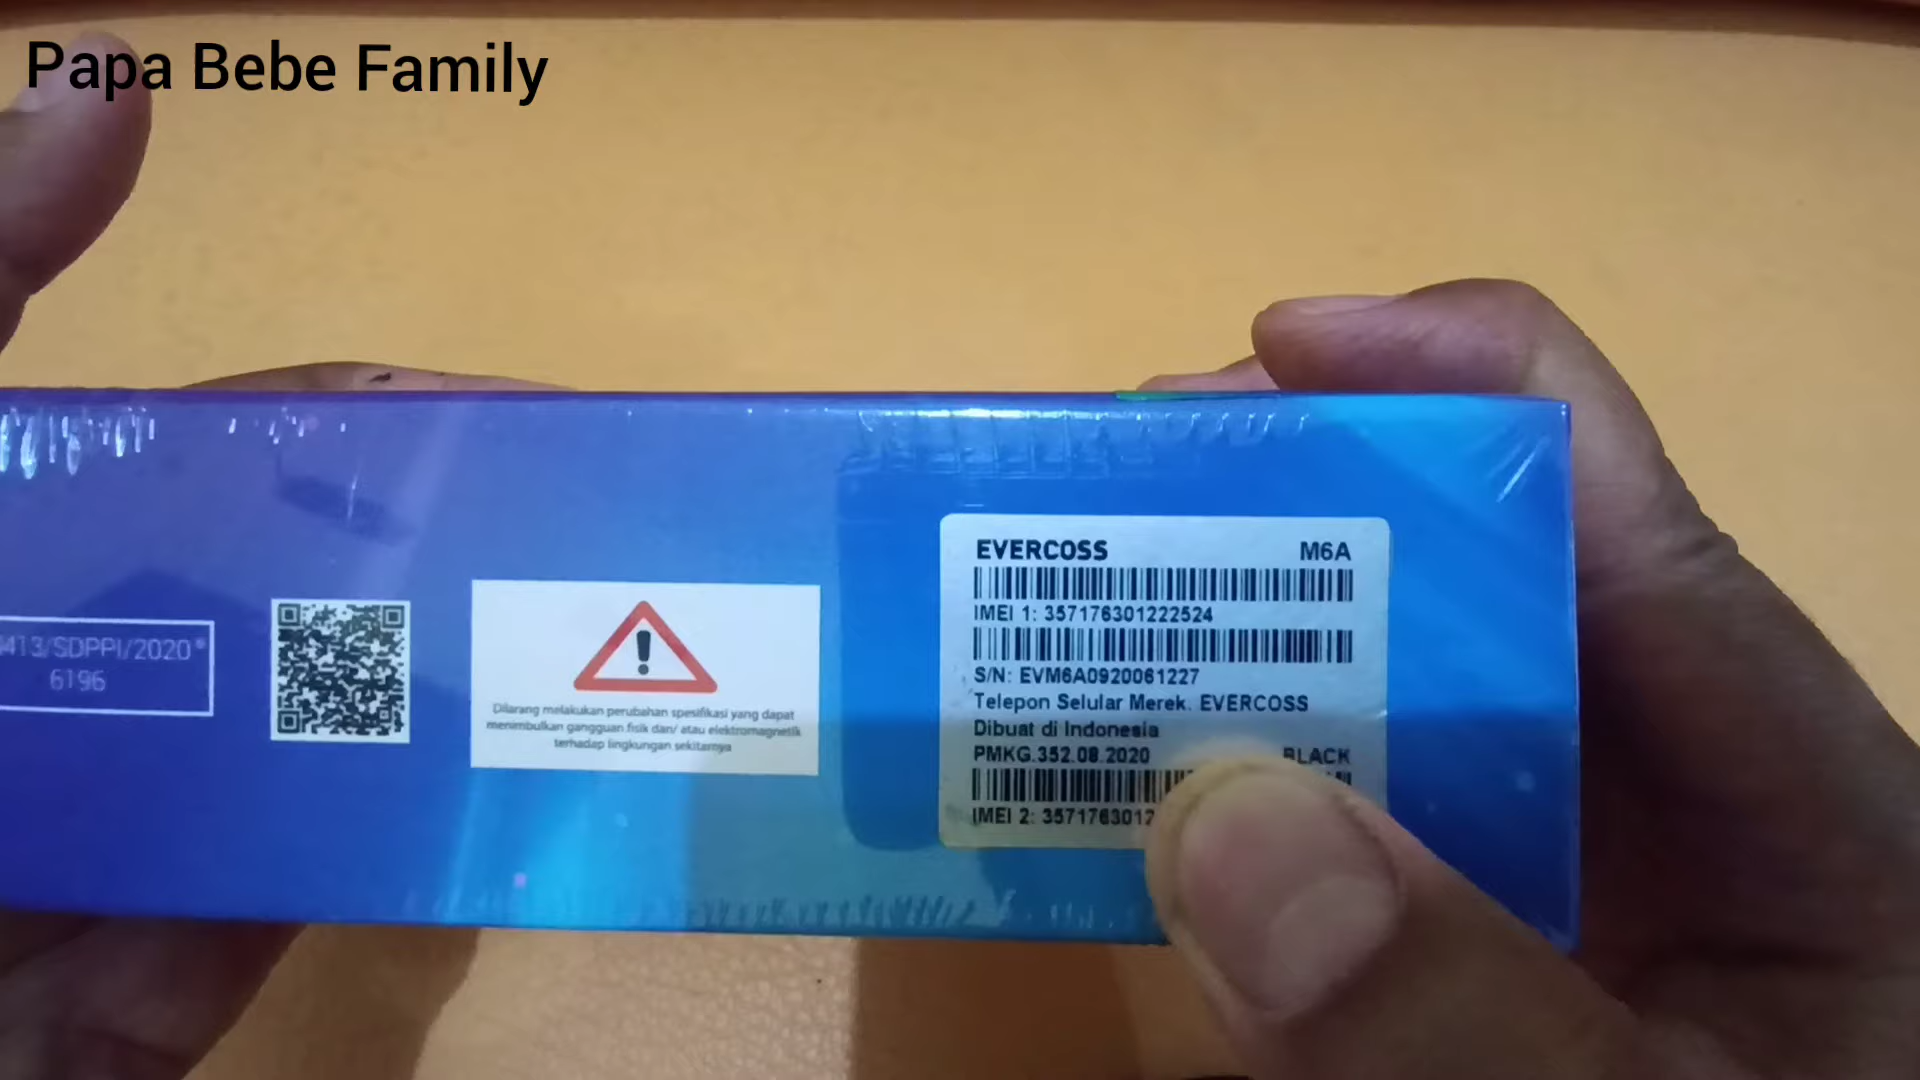 Papa Bebe Family
413/SDPPI/2020
6196
Dilarang melakukan perubahan spesifikasi yang dapat
menimbulkan gangguan fisik dan/ atau elektromagnetik
terhadap lingkungan sekitarnya
EVERCOSS M6A
IMEI 1: 357176301222524
S/N: EVM6A0920061227
Telepon Selular Merek. EVERCOSS
Dibuat di Indonesia
PMKG.352.08.2020 BLACK
IMEI 2: 3571763012